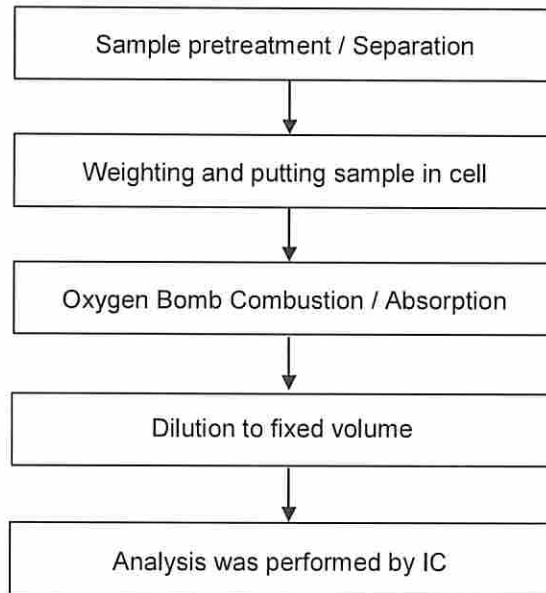 Sample pretreatment / Separation
Weighting and putting sample in cell
Oxygen Bomb Combustion / Absorption
Dilution to fixed volume
Analysis was performed by IC